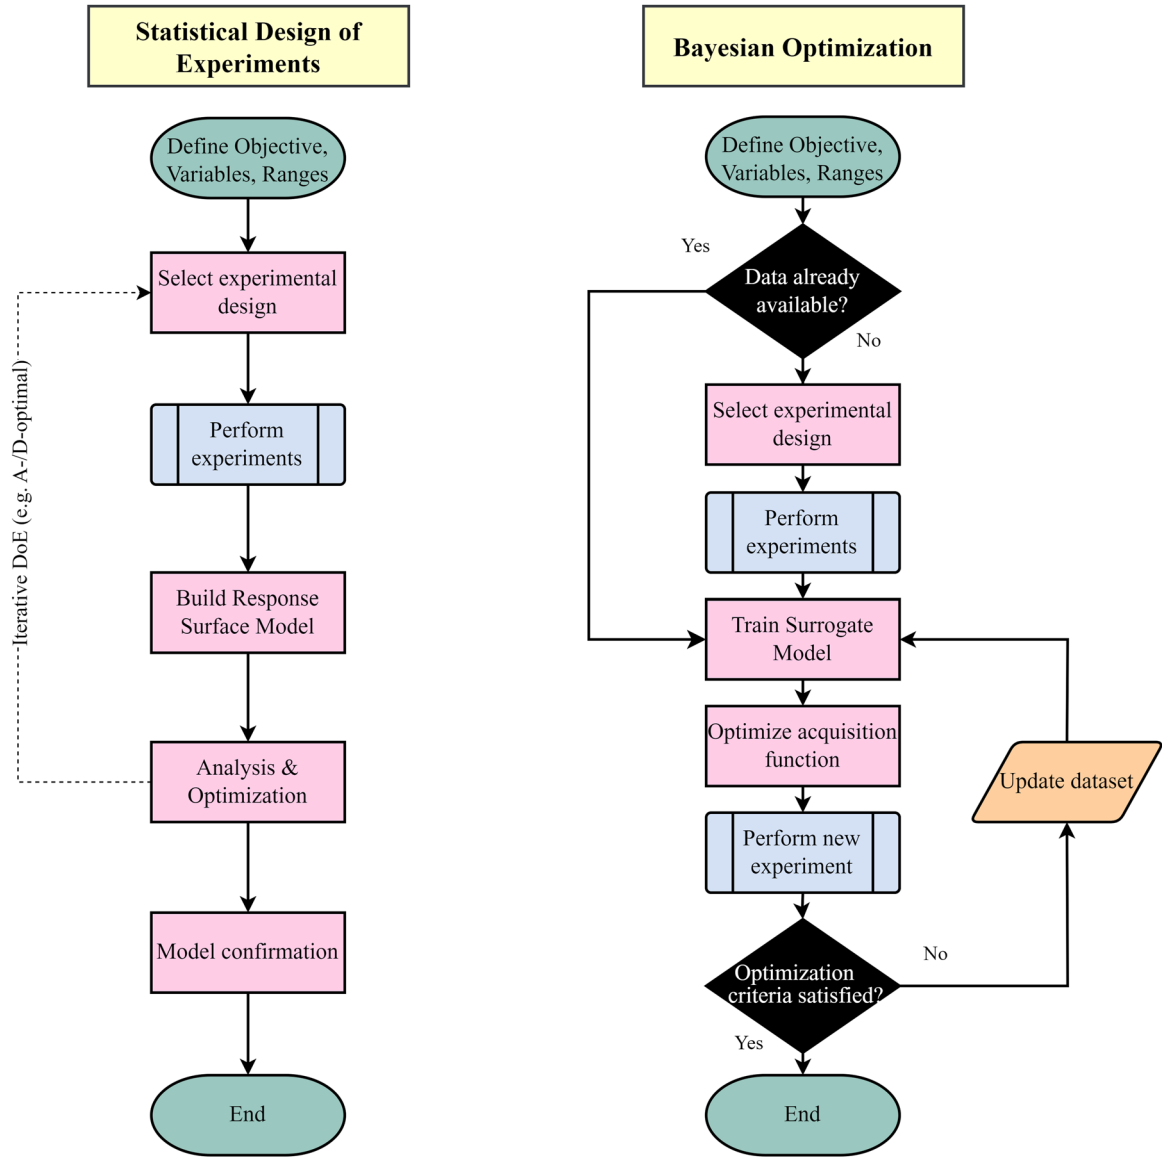 Statistical Design of
Experiments
Define Objective,
Variables, Ranges
Select experimental
design
Perform
experiments
Iterative DoE (e.g. A-/D-optimal)
Build Response
Surface Model
Analysis &
Optimization
Model confirmation
End
Bayesian Optimization
Define Objective,
Variables, Ranges
Yes
Data already
available?
No
Select experimental
design
Perform
experiments
Train Surrogate
Model
Optimize acquisition
function
Update dataset
Perform new
experiment
No
Optimization
criteria satisfied?
Yes
End